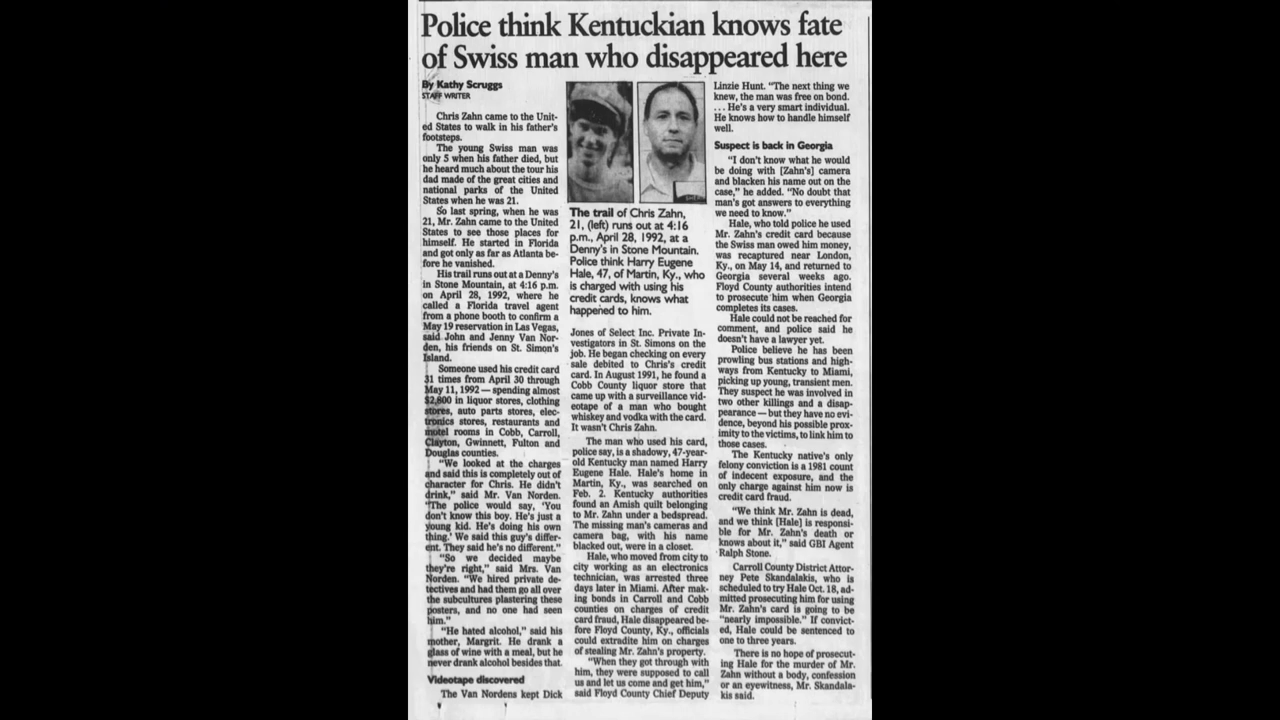 Police think Kentuckian knows fate
of Swiss man who disappeared here
By Kathy Scruggs
STAFF WRITER
Chris Zahn came to the Unit-
ed States to walk in his father's
footsteps.
The young Swiss man was
only 5 when his father died, but
he heard much about the tour his
dad made of the great cities and
national parks of the United
States when he was 21.
So last spring, when he was
21, Mr. Zahn came to the United
States to see those places for
himself. He started in Florida
and got only as far as Atlanta be-
fore he vanished.
His trail runs out at a Denny's
in Stone Mountain, at 4:16 p.m.
on April 28, 1992, where he
called a Florida travel agent
from a phone booth to confirm a
May 19 reservation in Las Vegas,
said John and Jenny Van Nor-
den, his friends on St. Simon's
Island.
Someone used his credit card
31 times from April 30 through
May 11, 1992 — spending almost
$2,800 in liquor stores, clothing
stores, auto parts stores, elec-
tronics stores, restaurants and
motel rooms in Cobb, Carroll,
Clayton, Gwinnett, Fulton and
Douglas counties.
"We looked at the charges
and said this is completely out of
character for Chris. He didn't
drink," said Mr. Van Norden.
"The police would say, 'You
don't know this boy. He's just a
young kid. He's doing his own
thing.' We said this guy's differ-
ent. They said he's no different."
"So we decided maybe
they're right," said Mrs. Van
Norden. "We hired private de-
tectives and had them go all over
the subcultures plastering these
posters, and no one had seen
him."
"He hated alcohol," said his
mother, Margrit. He drank a
glass of wine with a meal, but he
never drank alcohol besides that.
Videotape discovered
The Van Nordens kept Dick
The trail of Chris Zahn,
21, (left) runs out at 4:16
p.m., April 28, 1992, at a
Denny's in Stone Mountain.
Police think Harry Eugene
Hale, 47, of Martin, Ky., who
is charged with using his
credit cards, knows what
happened to him.
Jones of Select Inc. Private In-
vestigators in St. Simons on the
job. He began checking on every
sale debited to Chris's credit
card. In August 1991, he found a
Cobb County liquor store that
came up with a surveillance vid-
eotape of a man who bought
whiskey and vodka with the card.
It wasn't Chris Zahn.
The man who used his card,
police say, is a shadowy, 47-year-
old Kentucky man named Harry
Eugene Hale. Hale's home in
Martin, Ky., was searched on
Feb. 2. Kentucky authorities
found an Amish quilt belonging
to Mr. Zahn under a bedspread.
The missing man's cameras and
camera bag, with his name
blacked out, were in a closet.
Hale, who moved from city to
city working as an electronics
technician, was arrested three
days later in Miami. After mak-
ing bonds in Carroll and Cobb
counties on charges of credit
card fraud, Hale disappeared be-
fore Floyd County, Ky., officials
could extradite him on charges
of stealing Mr. Zahn's property.
"When they got through with
him, they were supposed to call
us and let us come and get him,"
said Floyd County Chief Deputy
Linzie Hunt. "The next thing we
knew, the man was free on bond.
... He's a very smart individual.
He knows how to handle himself
well.
Suspect is back in Georgia
"I don't know what he would
be doing with [Zahn's] camera
and blacken his name out on the
case," he added. "No doubt that
man's got answers to everything
we need to know."
Hale, who told police he used
Mr. Zahn's credit card because
the Swiss man owed him money,
was recaptured near London,
Ky., on May 14, and returned to
Georgia several weeks ago.
Floyd County authorities intend
to prosecute him when Georgia
completes its cases.
Hale could not be reached for
comment, and police said he
doesn't have a lawyer yet.
Police believe he has been
prowling bus stations and high-
ways from Kentucky to Miami,
picking up young, transient men.
They suspect he was involved in
two other killings and a disap-
pearance — but they have no evi-
dence, beyond his possible prox-
imity to the victims, to link him to
those cases.
The Kentucky native's only
felony conviction is a 1981 count
of indecent exposure, and the
only charge against him now is
credit card fraud.
"We think Mr. Zahn is dead,
and we think [Hale] is responsi-
ble for Mr. Zahn's death or
knows about it," said GBI Agent
Ralph Stone.
Carroll County District Attor-
ney Pete Skandalakis, who is
scheduled to try Hale Oct. 18, ad-
mitted prosecuting him for using
Mr. Zahn's card is going to be
"nearly impossible." If convict-
ed, Hale could be sentenced to
one to three years.
There is no hope of prosecut-
ing Hale for the murder of Mr.
Zahn without a body, confession
or an eyewitness, Mr. Skandala-
kis said.